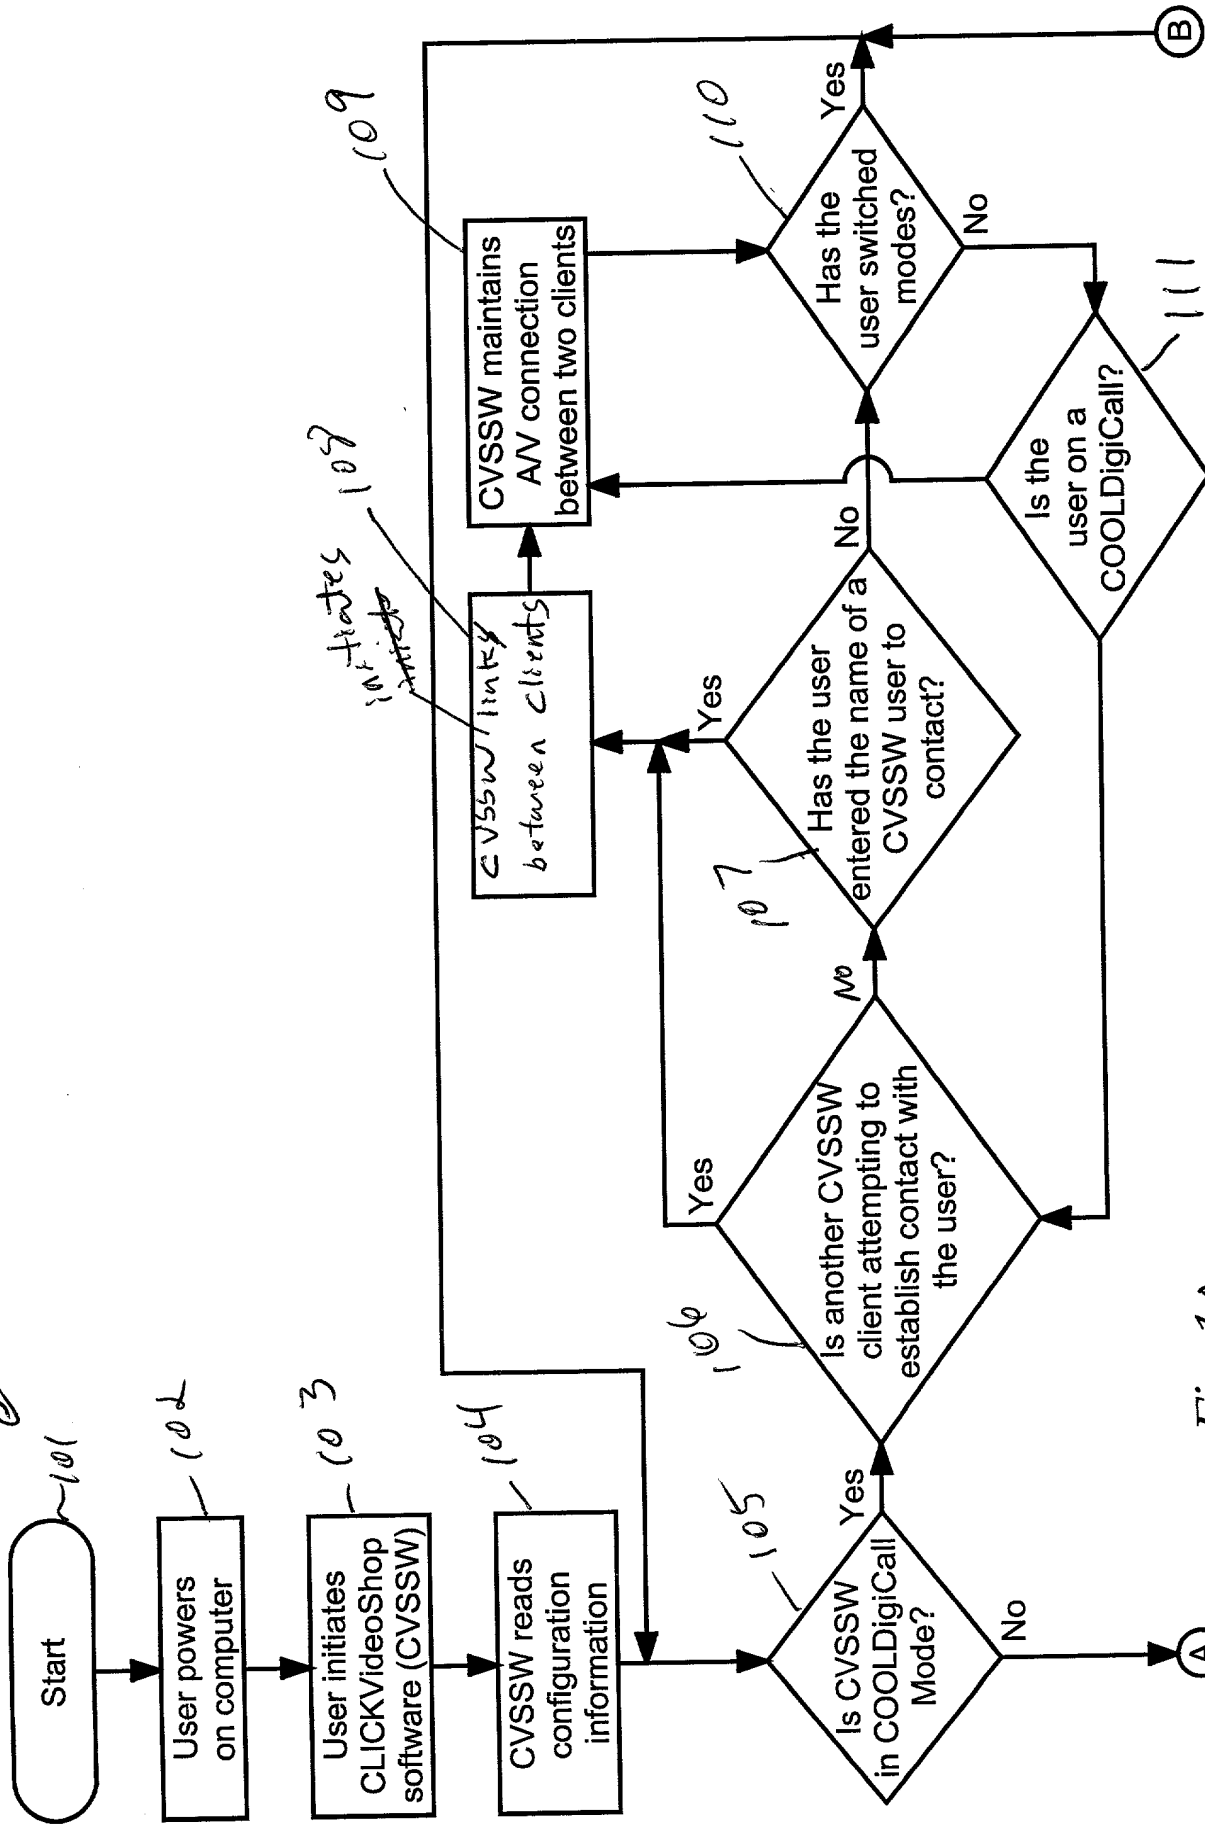 Start
101
User powers
on computer
102
User initiates
CLICKVideoShop
software (CVSSW)
103
CVSSW reads
configuration
information
104
Is CVSSW
in COOLDigiCall
Mode?
105
Yes
No
A
Is another CVSSW
client attempting to
establish contact with
the user?
106
Yes
No
Has the user
entered the name of a
CVSSW user to
contact?
107
Yes
No
initiates
CVSSW links
between clients
108
CVSSW maintains
A/V connection
between two clients
109
Has the
user switched
modes?
110
Yes
No
Is the
user on a
COOLDigiCall?
111
B